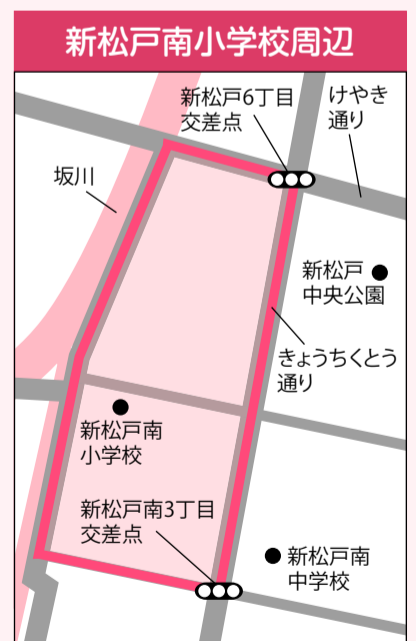 新松戸南小学校周辺
新松戸6丁目
交差点
けやき
通り
坂川
新松戸
中央公園
きょうちくとう
通り
新松戸南
小学校
新松戸南3丁目
交差点
新松戸南
中学校